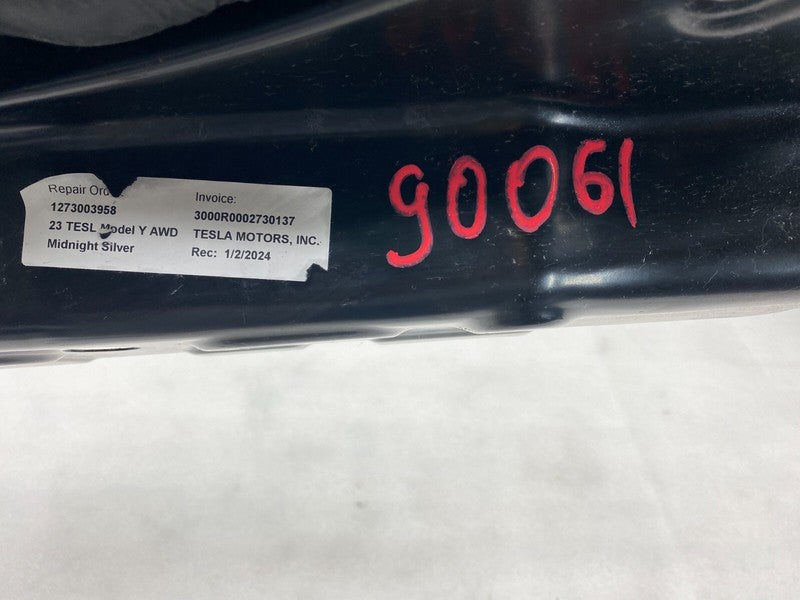 Repair Ord
1273003958
23 TESL Model Y AWD
Midnight Silver
Invoice:
3000R0002730137
TESLA MOTORS, INC.
Rec: 1/2/2024
90061